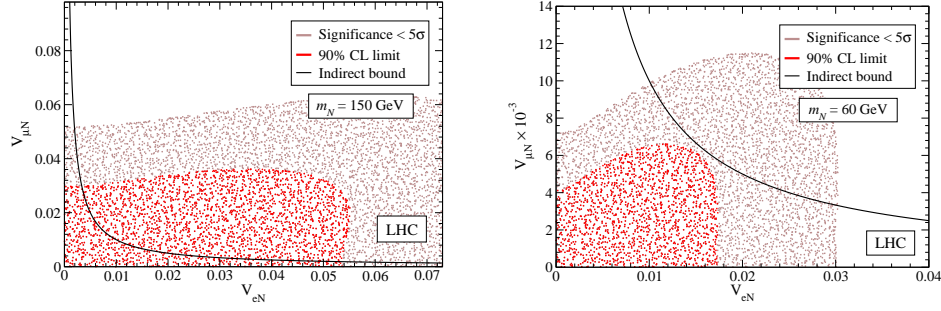 Significance < 5σ
90% CL limit
Indirect bound
m_N = 150 GeV
LHC
V_μN
0.08
0.06
0.04
0.02
0
0 0.01 0.02 0.03 0.04 0.05 0.06 0.07
V_eN
Significance < 5σ
90% CL limit
Indirect bound
m_N = 60 GeV
LHC
V_μN × 10⁻³
14
12
10
8
6
4
2
0
0 0.01 0.02 0.03 0.04
V_eN